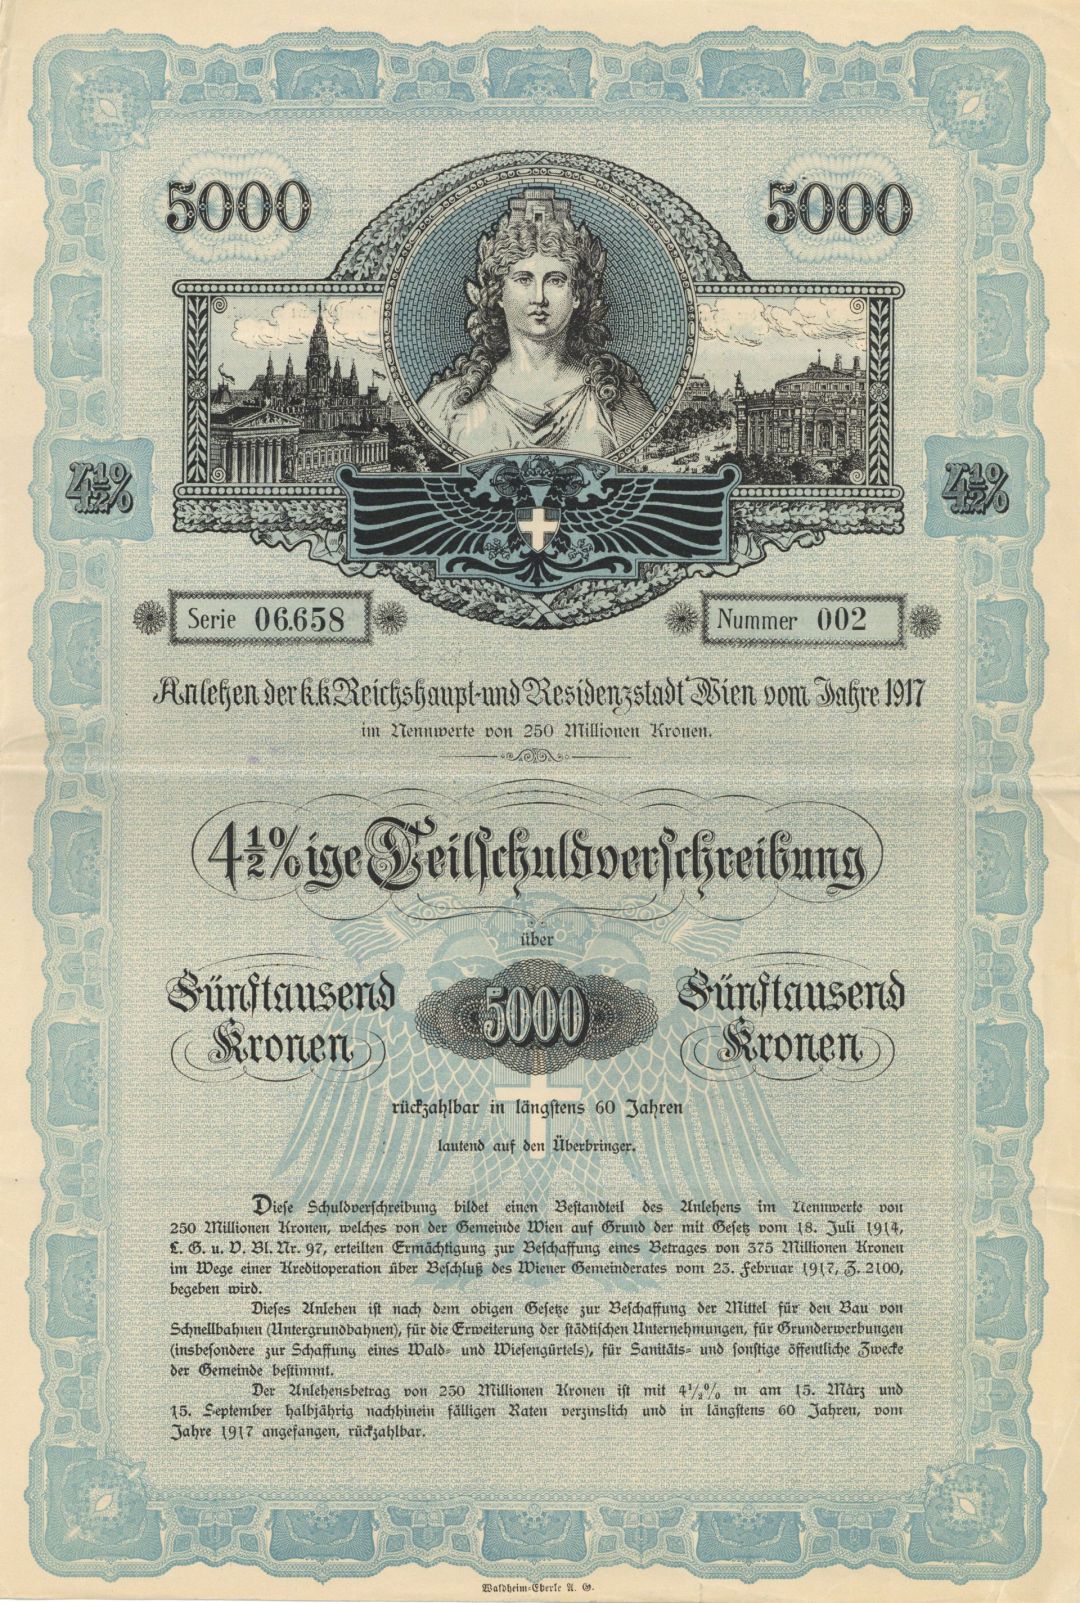 5000 5000
4½% 4½%
Serie 06.658 Nummer 002
Anlehen der k.k. Reichshaupt- und Residenzstadt Wien vom Jahre 1917
im Nennwerte von 250 Millionen Kronen.
4½%ige Teilschuldverschreibung
über
Fünftausend Kronen 5000 Fünftausend Kronen
rückzahlbar in längstens 60 Jahren
lautend auf den Überbringer.
Diese Schuldverschreibung bildet einen Bestandteil des Anlehens im Nennwerte von
250 Millionen Kronen, welches von der Gemeinde Wien auf Grund der mit Gesetz vom 18. Juli 1914,
L. G. u. V. Bl. Nr. 97, erteilten Ermächtigung zur Beschaffung eines Betrages von 375 Millionen Kronen
im Wege einer Kreditoperation über Beschluß des Wiener Gemeinderates vom 23. Februar 1917, Z. 2100,
begeben wird.
Dieses Anlehen ist nach dem obigen Gesetze zur Beschaffung der Mittel für den Bau von
Schnellbahnen (Untergrundbahnen), für die Erweiterung der städtischen Unternehmungen, für Grunderwerbungen
(insbesondere zur Schaffung eines Wald- und Wiesengürtels), für Sanitäts- und sonstige öffentliche Zwecke
der Gemeinde bestimmt.
Der Anlehensbetrag von 250 Millionen Kronen ist mit 4½% in am 15. März und
15. September halbjährig nachhinein fälligen Raten verzinslich und in längstens 60 Jahren, vom
Jahre 1917 angefangen, rückzahlbar.
Waldheim-Eberle A. G.